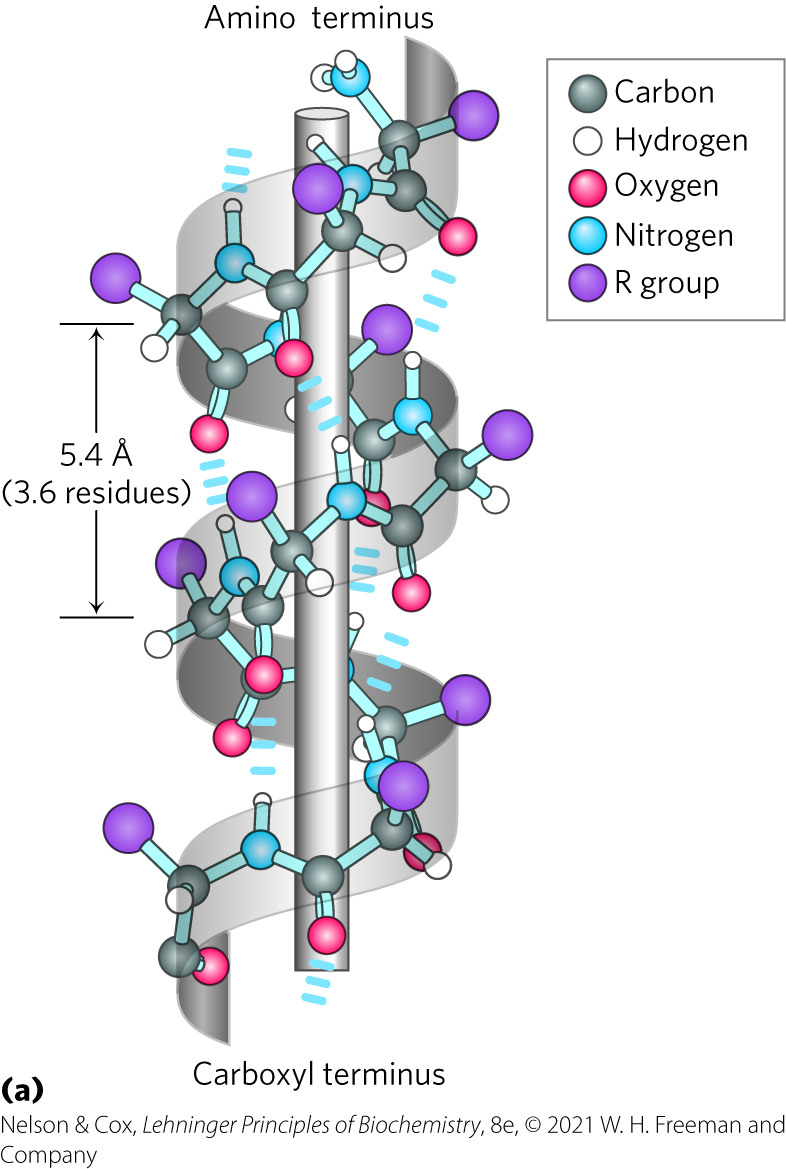 Amino terminus
Carbon
Hydrogen
Oxygen
Nitrogen
R group
5.4 Å
(3.6 residues)
Carboxyl terminus
(a)
Nelson & Cox, Lehninger Principles of Biochemistry, 8e, © 2021 W. H. Freeman and
Company